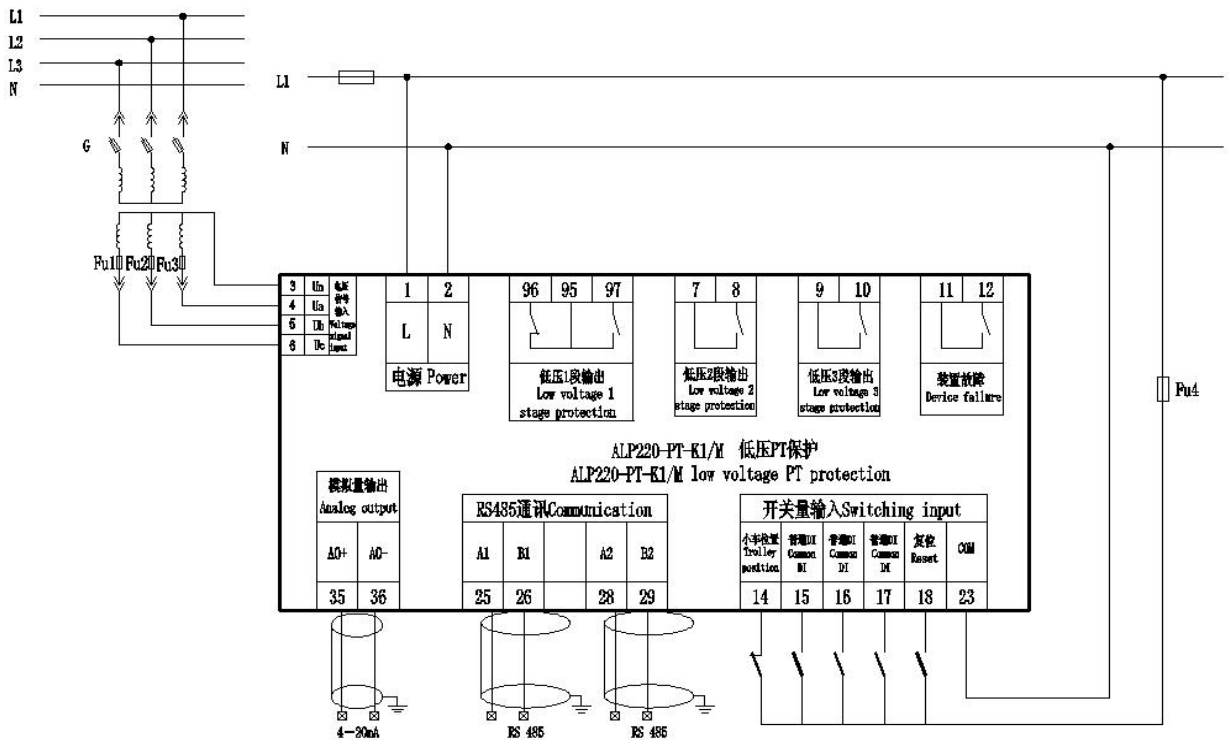 L1
L2
L3
N
L1
G
N
Fu1
Fu2
Fu3
3 Un
4 Ua
5 Ub
6 Uc
电压
信号
输入
Voltage
signal
input
1 2
L N
电源 Power
96 95 97
低压1段输出
Low voltage 1
stage protection
7 8
低压2段输出
Low voltage 2
stage protection
9 10
低压3段输出
Low voltage 3
stage protection
11 12
装置故障
Device failure
Fu4
ALP220-PT-K1/M 低压PT保护
ALP220-PT-K1/M low voltage PT protection
模拟量输出
Analog output
AO+ AO-
35 36
4—20mA
RS485通讯Communication
A1 B1 A2 B2
25 26 28 29
RS 485
RS 485
开关量输入Switching input
小车位置
Trolley
position
普通DI
Common
DI
普通DI
Common
DI
普通DI
Common
DI
复位
Reset
COM
14 15 16 17 18 23